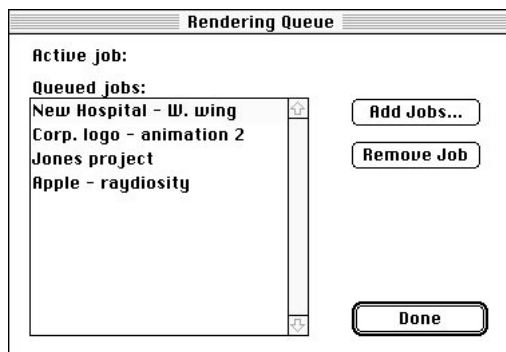 Rendering Queue
Active job:
Queued jobs:
New Hospital - W. wing
Corp. logo - animation 2
Jones project
Apple - raydiosity
Add Jobs...
Remove Job
Done